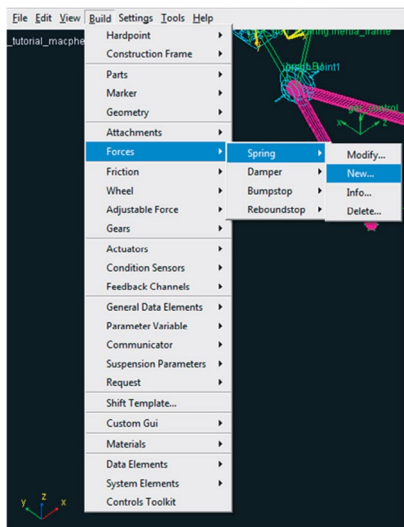 File Edit View Build Settings Tools Help
_tutorial_macphe
Hardpoint
Construction Frame
Parts
Marker
Geometry
Attachments
Forces
Friction
Wheel
Adjustable Force
Gears
Actuators
Condition Sensors
Feedback Channels
General Data Elements
Parameter Variable
Communicator
Suspension Parameters
Request
Shift Template...
Custom Gui
Materials
Data Elements
System Elements
Controls Toolkit
Spring
Damper
Bumpstop
Reboundstop
Modify...
New...
Info...
Delete...
x
z
y
z
x